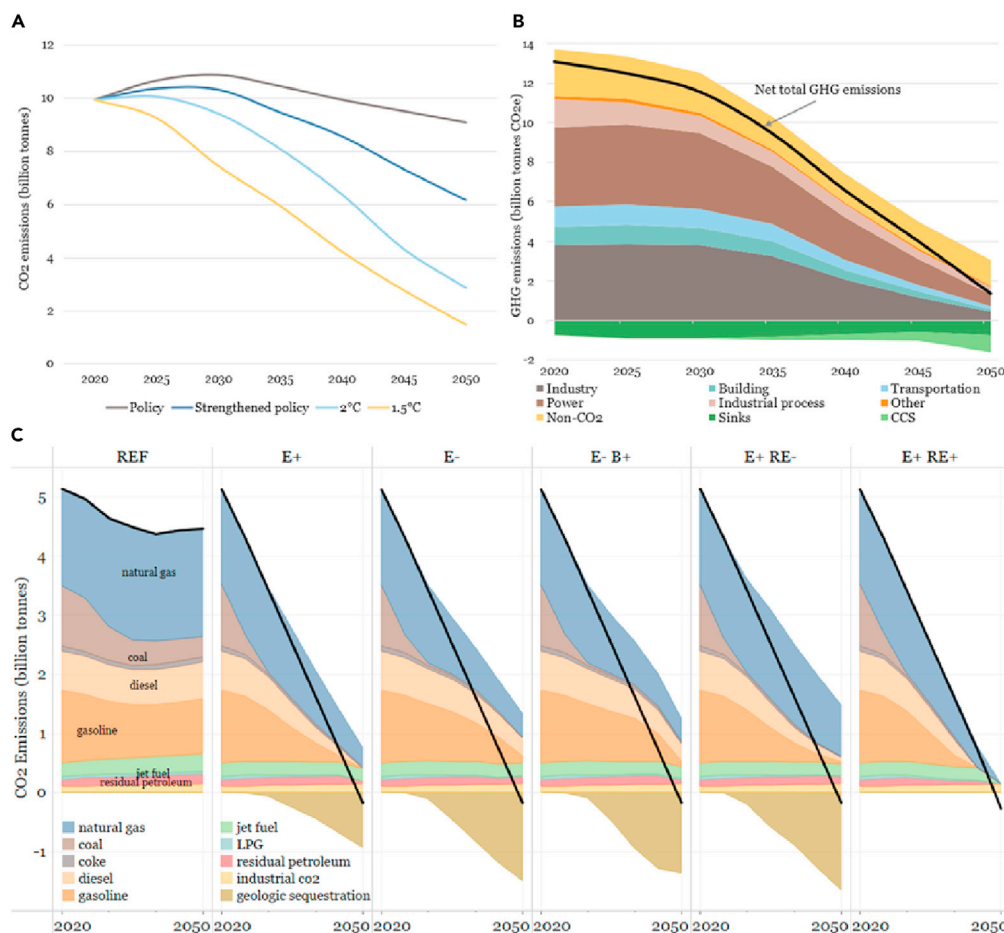 A
CO2 emissions (billion tonnes)
12
10
8
6
4
2
0
2020 2025 2030 2035 2040 2045 2050
Policy Strengthened policy 2°C 1.5°C
B
GHG emissions (billion tonnes CO2e)
14
12
10
8
6
4
2
0
-2
Net total GHG emissions
2020 2025 2030 2035 2040 2045 2050
Industry Building Transportation
Power Industrial process Other
Non-CO2 Sinks CCS
C
REF E+ E- E- B+ E+ RE- E+ RE+
CO2 Emissions (billion tonnes)
5
4
3
2
1
0
-1
natural gas
coal
diesel
gasoline
jet fuel
residual petroleum
natural gas jet fuel
coal LPG
coke residual petroleum
diesel industrial co2
gasoline geologic sequestration
2020 2050 2020 2050 2020 2050 2020 2050 2020 2050 2020 2050